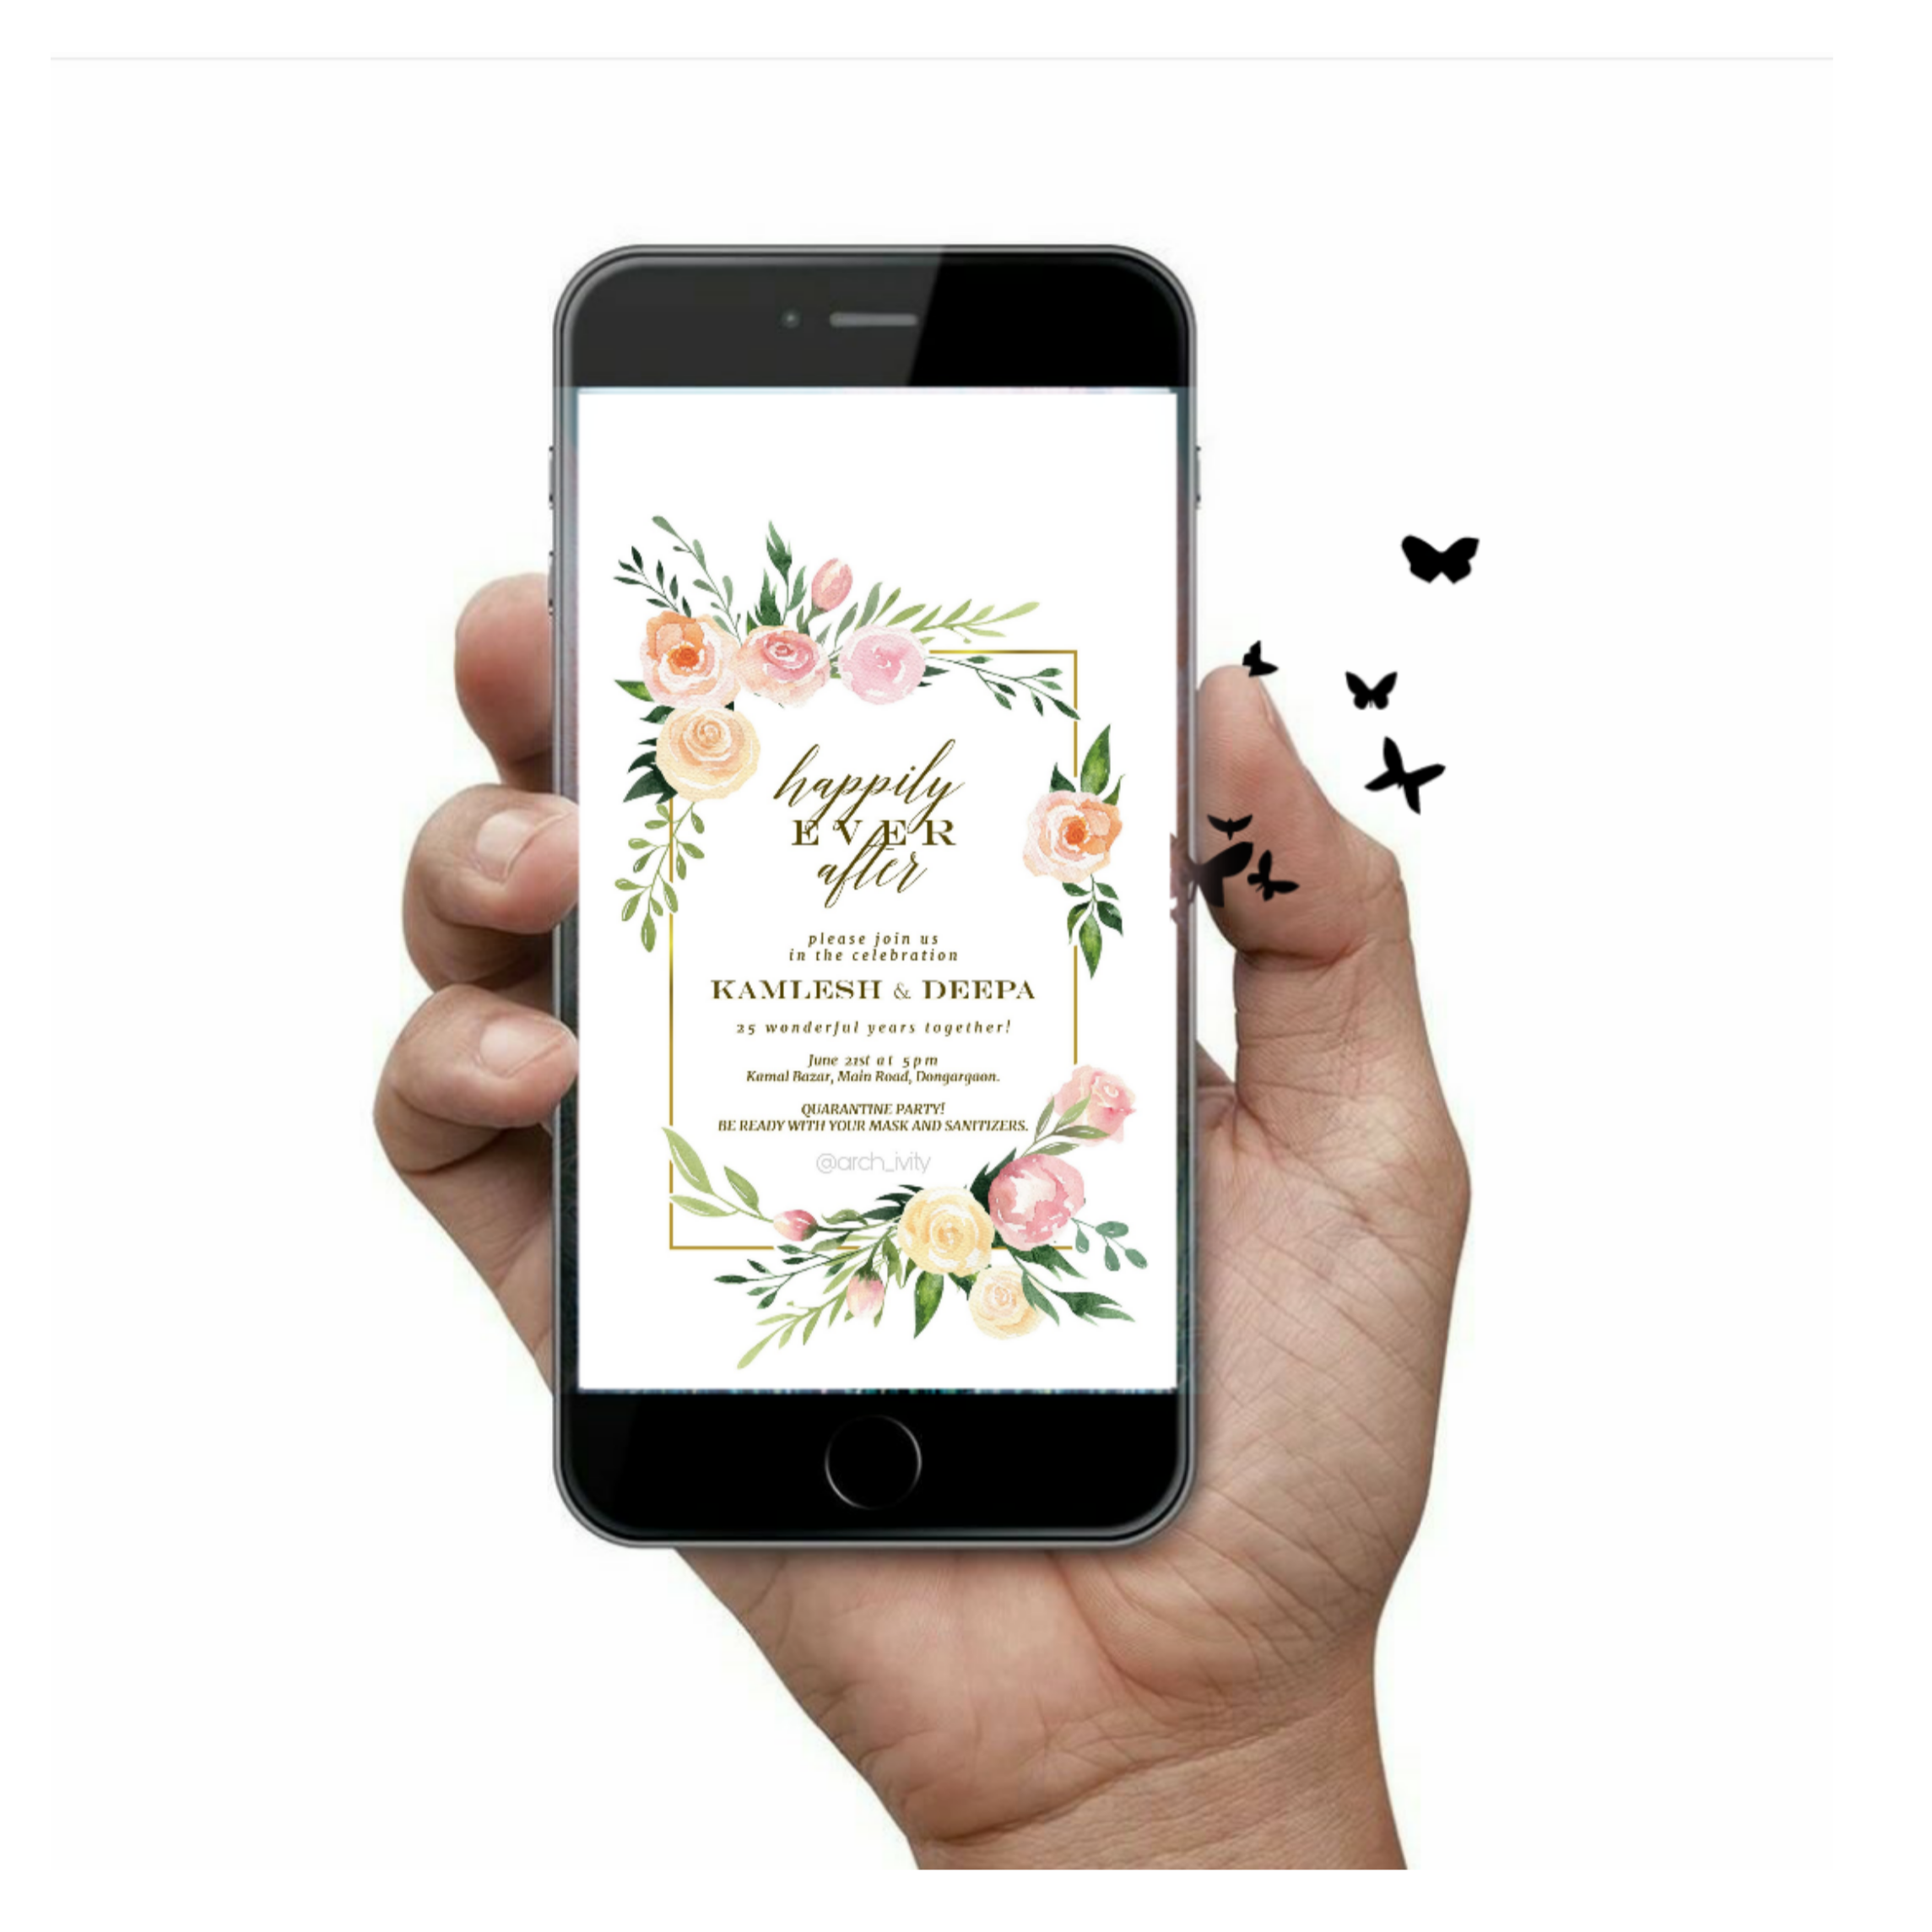 happily
EVER
after
please join us
in the celebration
KAMLESH & DEEPA
25 wonderful years together!
June 21st at 5pm
Kamal Bazar, Main Road, Dongargaon.
QUARANTINE PARTY!
BE READY WITH YOUR MASK AND SANITIZERS.
@arch_ivity